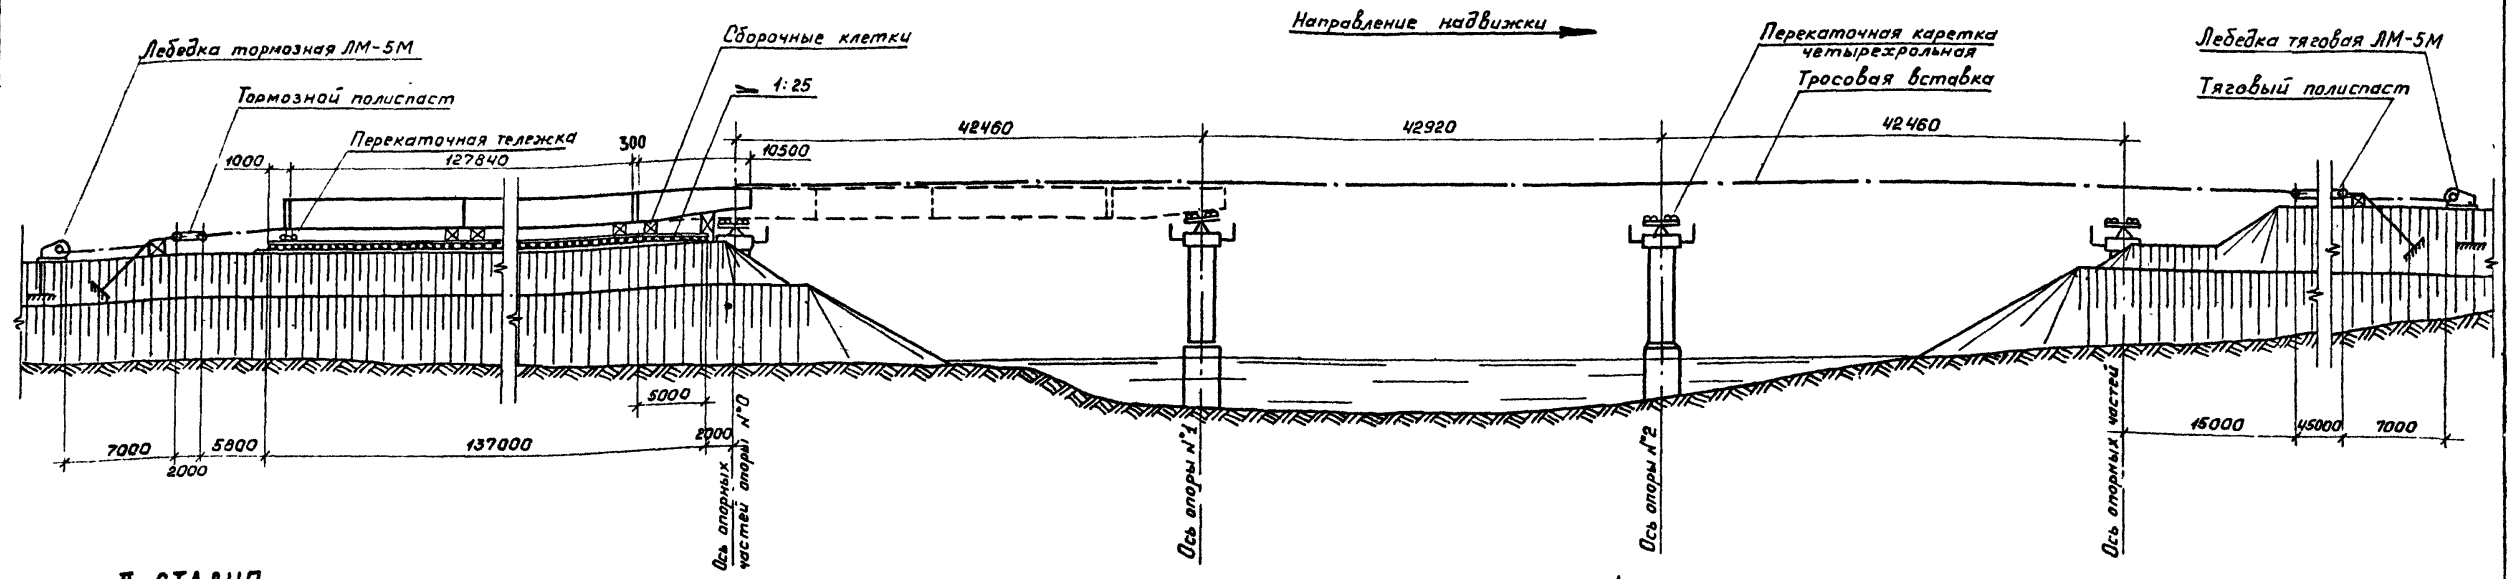 Направление надвижки
Лебедка тормозная ЛМ-5М
Сборочные клетки
Перекаточная каретка
четырехрольная
Лебедка тяговая ЛМ-5М
Тормозной полиспаст
1:25
Тросовая вставка
Тяговый полиспаст
Перекаточная тележка
300
42460
42920
42460
1000
127840
10500
5000
7000
2000
5800
137000
2000
15000
45000
7000
Ось опорных
частей опоры №0
Ось опоры №1
Ось опоры №2
Ось опорных частей